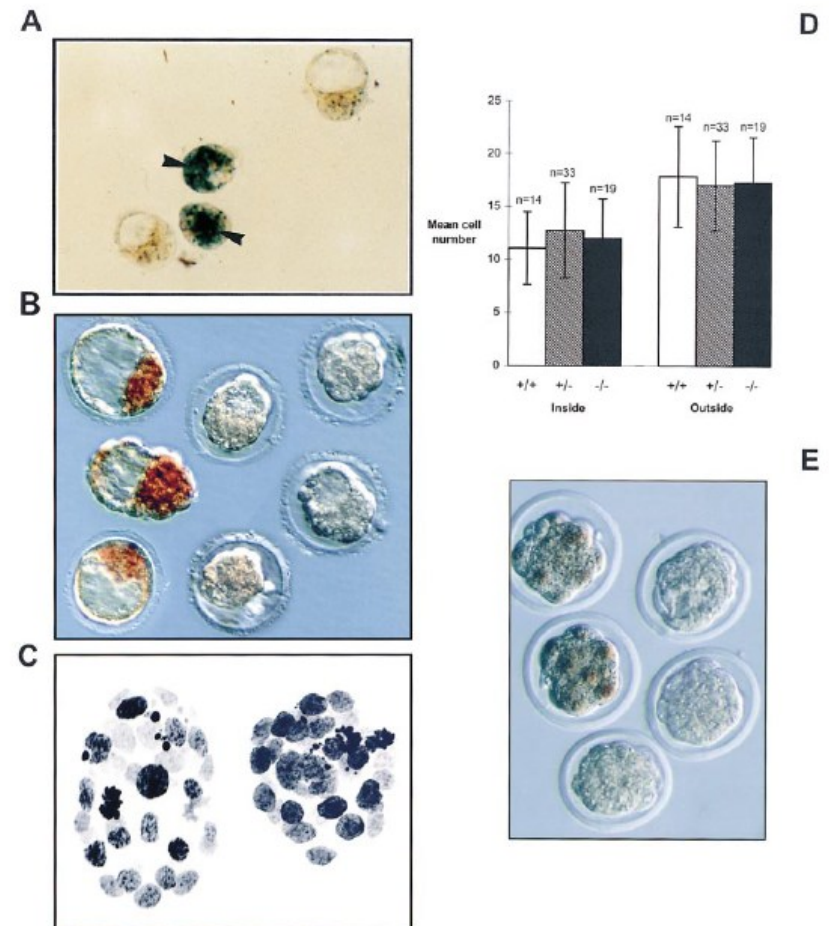 A
D
25
20
15
10
5
0
Mean cell
number
n=14
n=33
n=19
n=14
n=33
n=19
+/+ +/- -/- +/+ +/- -/-
Inside Outside
B
E
C